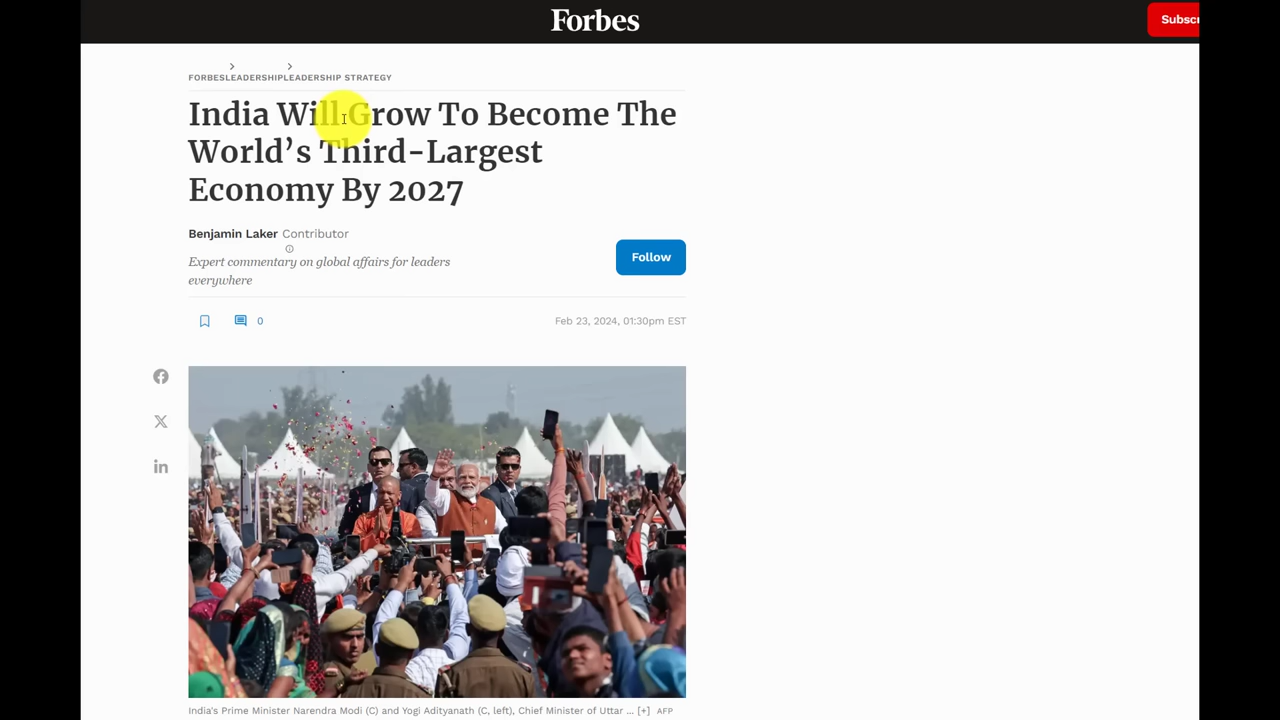 Forbes
Subscr
FORBESLEADERSHIPLEADERSHIP STRATEGY
India Will Grow To Become The
World’s Third-Largest
Economy By 2027
Benjamin Laker Contributor
Expert commentary on global affairs for leaders
everywhere
Follow
0
Feb 23, 2024, 01:30pm EST
India's Prime Minister Narendra Modi (C) and Yogi Adityanath (C, left), Chief Minister of Uttar ... [+] AFP